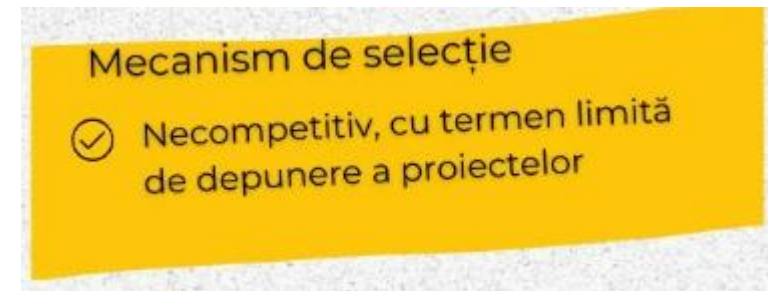 Mecanism de selecție
Necompetitiv, cu termen limită
de depunere a proiectelor